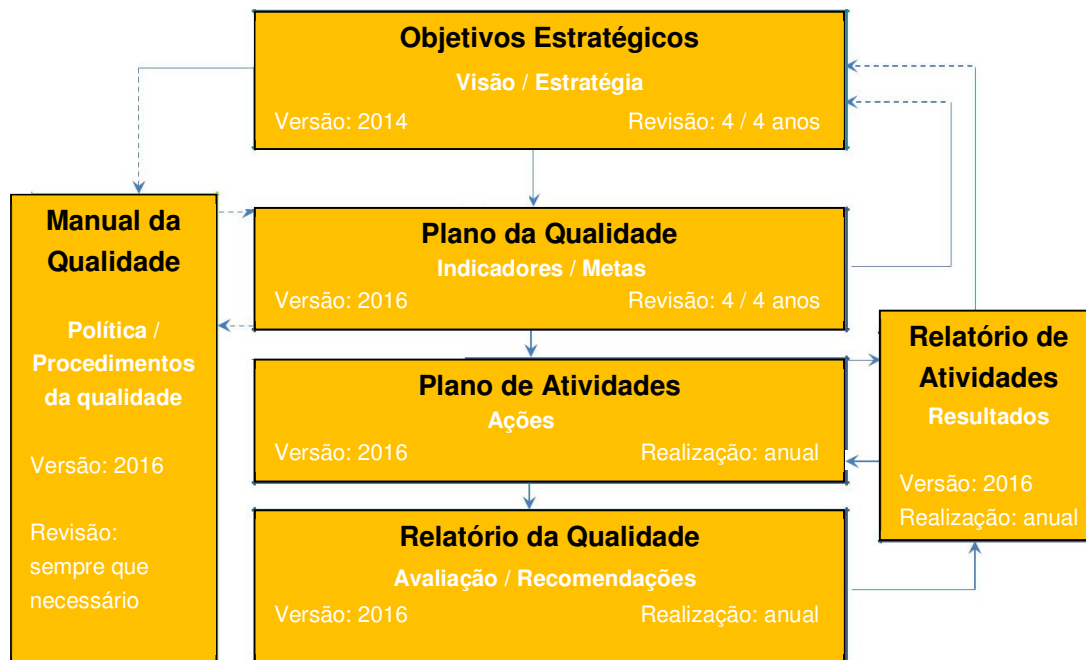 Objetivos Estratégicos
Visão / Estratégia
Versão: 2014 Revisão: 4 / 4 anos
Manual da
Qualidade
Política /
Procedimentos
da qualidade
Versão: 2016
Revisão:
sempre que
necessário
Plano da Qualidade
Indicadores / Metas
Versão: 2016 Revisão: 4 / 4 anos
Plano de Atividades
Ações
Versão: 2016 Realização: anual
Relatório de
Atividades
Resultados
Versão: 2016
Realização: anual
Relatório da Qualidade
Avaliação / Recomendações
Versão: 2016 Realização: anual